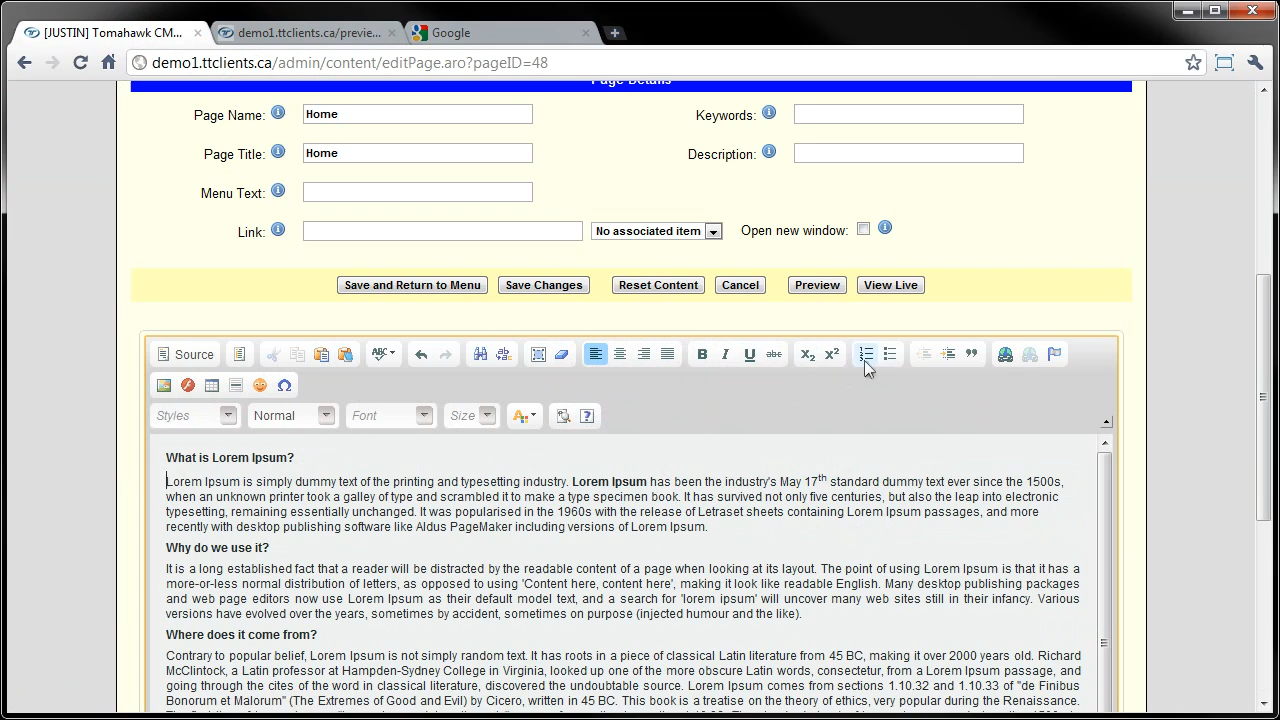 [JUSTIN] Tomahawk CM...
demo1.ttclients.ca/previe...
Google
demo1.ttclients.ca/admin/content/editPage.aro?pageID=48
Page Details
Page Name: Home
Keywords:
Page Title: Home
Description:
Menu Text:
Link:
No associated item
Open new window:
Save and Return to Menu
Save Changes
Reset Content
Cancel
Preview
View Live
Source
ABC
B I U abc X2 X2
Styles
Normal
Font
Size
What is Lorem Ipsum?
Lorem Ipsum is simply dummy text of the printing and typesetting industry. Lorem Ipsum has been the industry's May 17th standard dummy text ever since the 1500s,
when an unknown printer took a galley of type and scrambled it to make a type specimen book. It has survived not only five centuries, but also the leap into electronic
typesetting, remaining essentially unchanged. It was popularised in the 1960s with the release of Letraset sheets containing Lorem Ipsum passages, and more
recently with desktop publishing software like Aldus PageMaker including versions of Lorem Ipsum.
Why do we use it?
It is a long established fact that a reader will be distracted by the readable content of a page when looking at its layout. The point of using Lorem Ipsum is that it has a
more-or-less normal distribution of letters, as opposed to using 'Content here, content here', making it look like readable English. Many desktop publishing packages
and web page editors now use Lorem Ipsum as their default model text, and a search for 'lorem ipsum' will uncover many web sites still in their infancy. Various
versions have evolved over the years, sometimes by accident, sometimes on purpose (injected humour and the like).
Where does it come from?
Contrary to popular belief, Lorem Ipsum is not simply random text. It has roots in a piece of classical Latin literature from 45 BC, making it over 2000 years old. Richard
McClintock, a Latin professor at Hampden-Sydney College in Virginia, looked up one of the more obscure Latin words, consectetur, from a Lorem Ipsum passage, and
going through the cites of the word in classical literature, discovered the undoubtable source. Lorem Ipsum comes from sections 1.10.32 and 1.10.33 of "de Finibus
Bonorum et Malorum" (The Extremes of Good and Evil) by Cicero, written in 45 BC. This book is a treatise on the theory of ethics, very popular during the Renaissance.